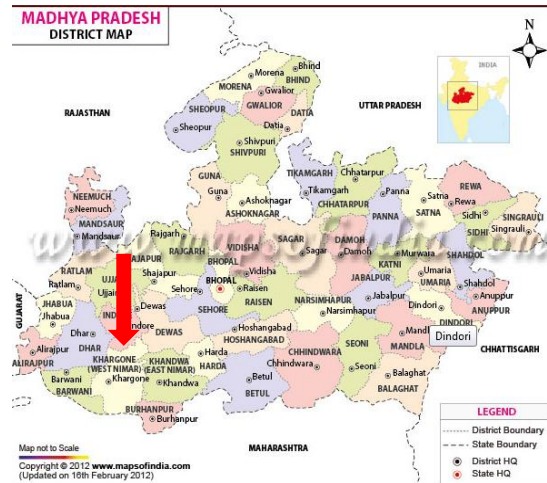 MADHYA PRADESH
DISTRICT MAP
N
INDIA
RAJASTHAN
UTTAR PRADESH
Morena
Bhind
MORENA
BHIND
Gwalior
SHEOPUR
GWALIOR
DATIA
Sheopur
Datia
Shivpuri
SHIVPURI
TIKAMGARH
Chhatarpur
GUNA
Tikamgarh
Panna
REWA
NEEMUCH
Guna
Ashoknagar
CHHATARPUR
Satna
Rewa
Neemuch
ASHOKNAGAR
PANNA
SATNA
Sidhi
SINGRAULI
MANDSAUR
Rajgarh
SAGAR
DAMOH
SIDHI
Singrauli
Mandsaur
www.mapsofindia.com
RAJGARH
VIDISHA
Sagar
Damoh
Murwara
SHAHDOL
BHOPAL
KATNI
RATLAM
Shajapur
Vidisha
JABALPUR
Umaria
Ratlam
Sehore
BHOPAL
Raisen
UMARIA
Shahdol
GUJARAT
JHABUA
Ujjain
Dewas
RAISEN
NARSIMHAPUR
Jabalpur
Dindori
Anuppur
Jhabua
SEHORE
Narsimhapur
DINDORI
ANUPPUR
Dhar
DEWAS
Hoshangabad
SEONI
Dindori
Alirajpur
DHAR
HOSHANGABAD
MANDLA
CHHATTISGARH
ALIRAJPUR
KHARGONE
(WEST NIMAR)
KHANDWA
(EAST NIMAR)
Harda
HARDA
CHHINDWARA
Chhindwara
Seoni
Barwani
Khargone
Khandwa
Betul
Balaghat
BARWANI
BETUL
BALAGHAT
BURHANPUR
Burhanpur
MAHARASHTRA
LEGEND
District Boundary
State Boundary
District HQ
State HQ
Map not to Scale
Copyright © 2012 www.mapsofindia.com
(Updated on 16th February 2012)